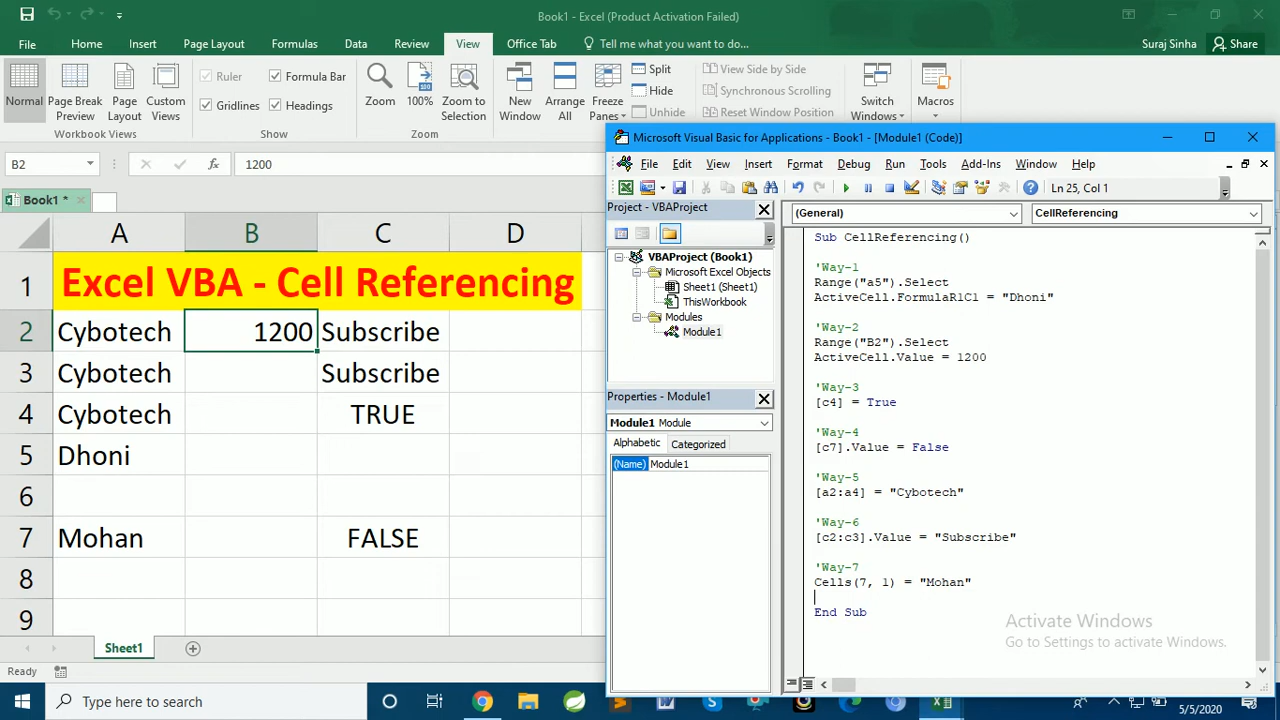 Book1 - Excel (Product Activation Failed)
File Home Insert Page Layout Formulas Data Review View Office Tab Tell me what you want to do... Suraj Sinha Share
Normal
Page Break Preview
Page Layout
Custom Views
Workbook Views
Ruler
Formula Bar
Gridlines
Headings
Show
Zoom
100%
Zoom to Selection
Zoom
New Window
Arrange All
Freeze Panes
Split
Hide
Unhide
View Side by Side
Synchronous Scrolling
Reset Window Position
Switch Windows
Macros
B2 fx 1200
Book1 *
A B C D
1 Excel VBA - Cell Referencing
2 Cybotech 1200 Subscribe
3 Cybotech Subscribe
4 Cybotech TRUE
5 Dhoni
6
7 Mohan FALSE
8
9
Sheet1
Ready
Microsoft Visual Basic for Applications - Book1 - [Module1 (Code)]
File Edit View Insert Format Debug Run Tools Add-Ins Window Help
Ln 25, Col 1
Project - VBAProject
VBAProject (Book1)
Microsoft Excel Objects
Sheet1 (Sheet1)
ThisWorkbook
Modules
Module1
Properties - Module1
Module1 Module
Alphabetic Categorized
(Name) Module1
(General) CellReferencing
Sub CellReferencing()
'Way-1
Range("a5").Select
ActiveCell.FormulaR1C1 = "Dhoni"
'Way-2
Range("B2").Select
ActiveCell.Value = 1200
'Way-3
[c4] = True
'Way-4
[c7].Value = False
'Way-5
[a2:a4] = "Cybotech"
'Way-6
[c2:c3].Value = "Subscribe"
'Way-7
Cells(7, 1) = "Mohan"
End Sub
Activate Windows
Go to Settings to activate Windows.
Type here to search
5/5/2020